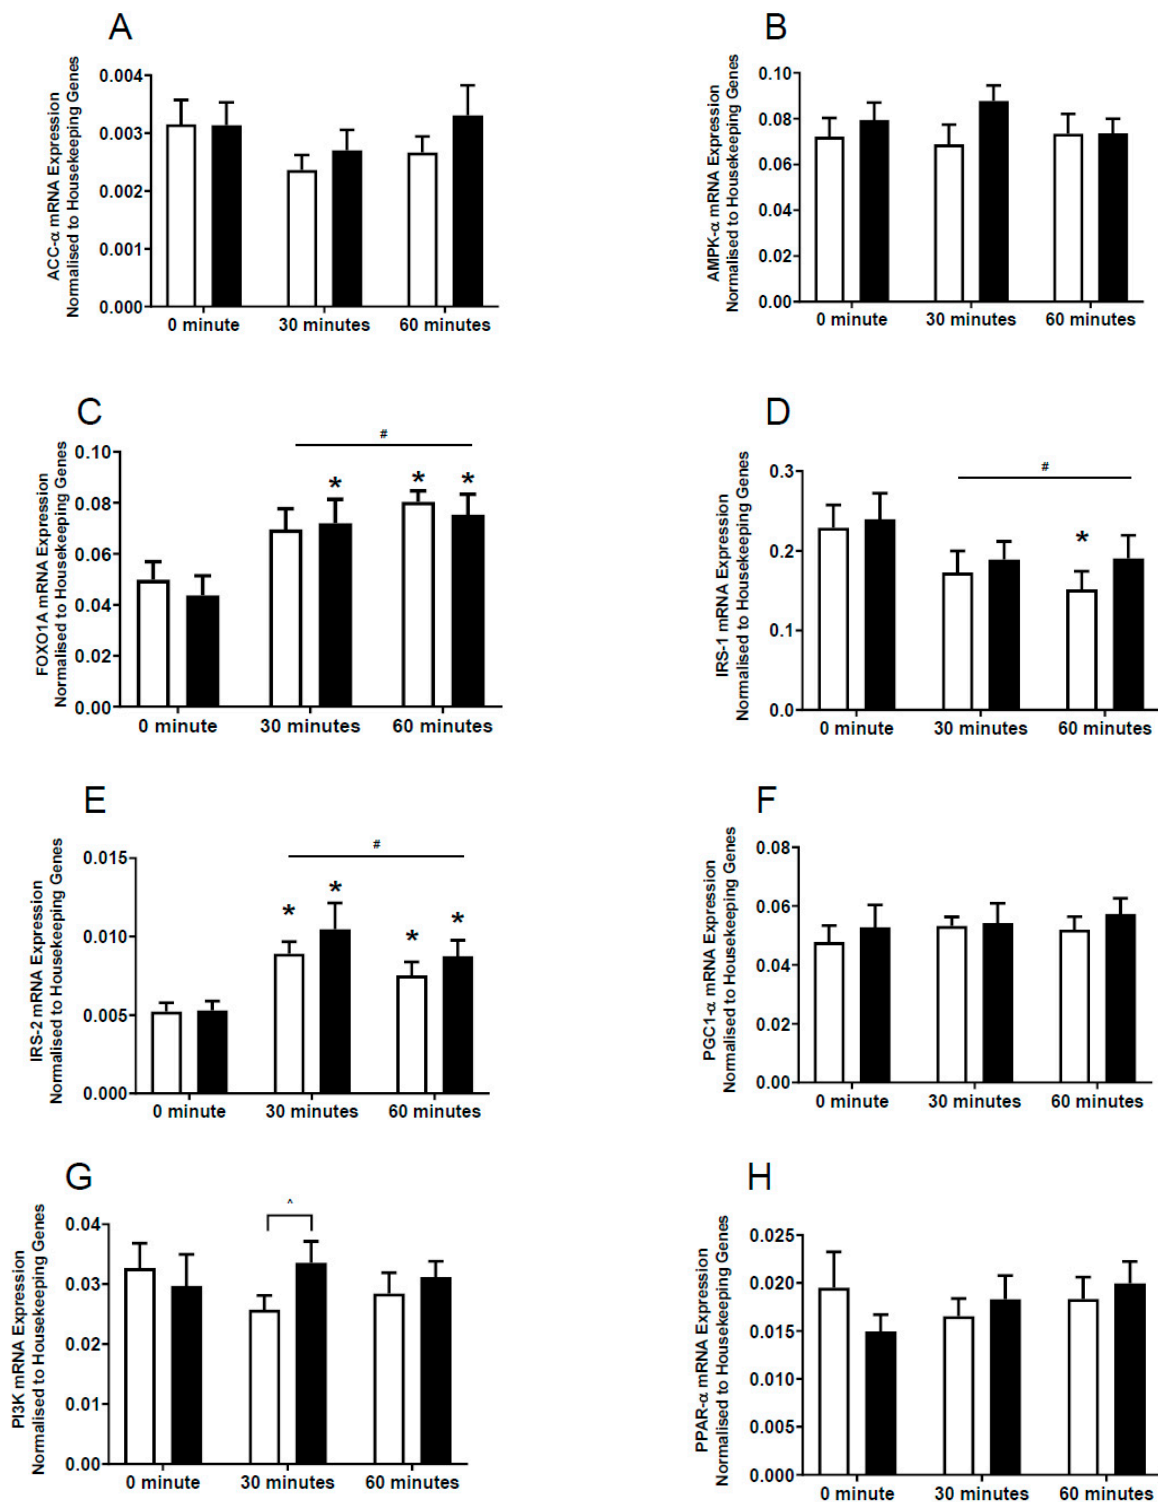 A
ACC-α mRNA Expression
Normalised to Housekeeping Genes
0.004
0.003
0.002
0.001
0.000
0 minute 30 minutes 60 minutes
B
AMPK-α mRNA Expression
Normalised to Housekeeping Genes
0.10
0.08
0.06
0.04
0.02
0.00
0 minute 30 minutes 60 minutes
C
FOXO1A mRNA Expression
Normalised to Housekeeping Genes
0.10
0.08
0.06
0.04
0.02
0.00
#
* * *
0 minute 30 minutes 60 minutes
D
IRS-1 mRNA Expression
Normalised to Housekeeping Genes
0.3
0.2
0.1
0.0
#
*
0 minute 30 minutes 60 minutes
E
IRS-2 mRNA Expression
Normalised to Housekeeping Genes
0.015
0.010
0.005
0.000
#
* * * *
0 minute 30 minutes 60 minutes
F
PGC1-α mRNA Expression
Normalised to Housekeeping Genes
0.08
0.06
0.04
0.02
0.00
0 minute 30 minutes 60 minutes
G
PI3K mRNA Expression
Normalised to Housekeeping Genes
0.04
0.03
0.02
0.01
0.00
^
0 minute 30 minutes 60 minutes
H
PPAR-α mRNA Expression
Normalised to Housekeeping Genes
0.025
0.020
0.015
0.010
0.005
0.000
0 minute 30 minutes 60 minutes